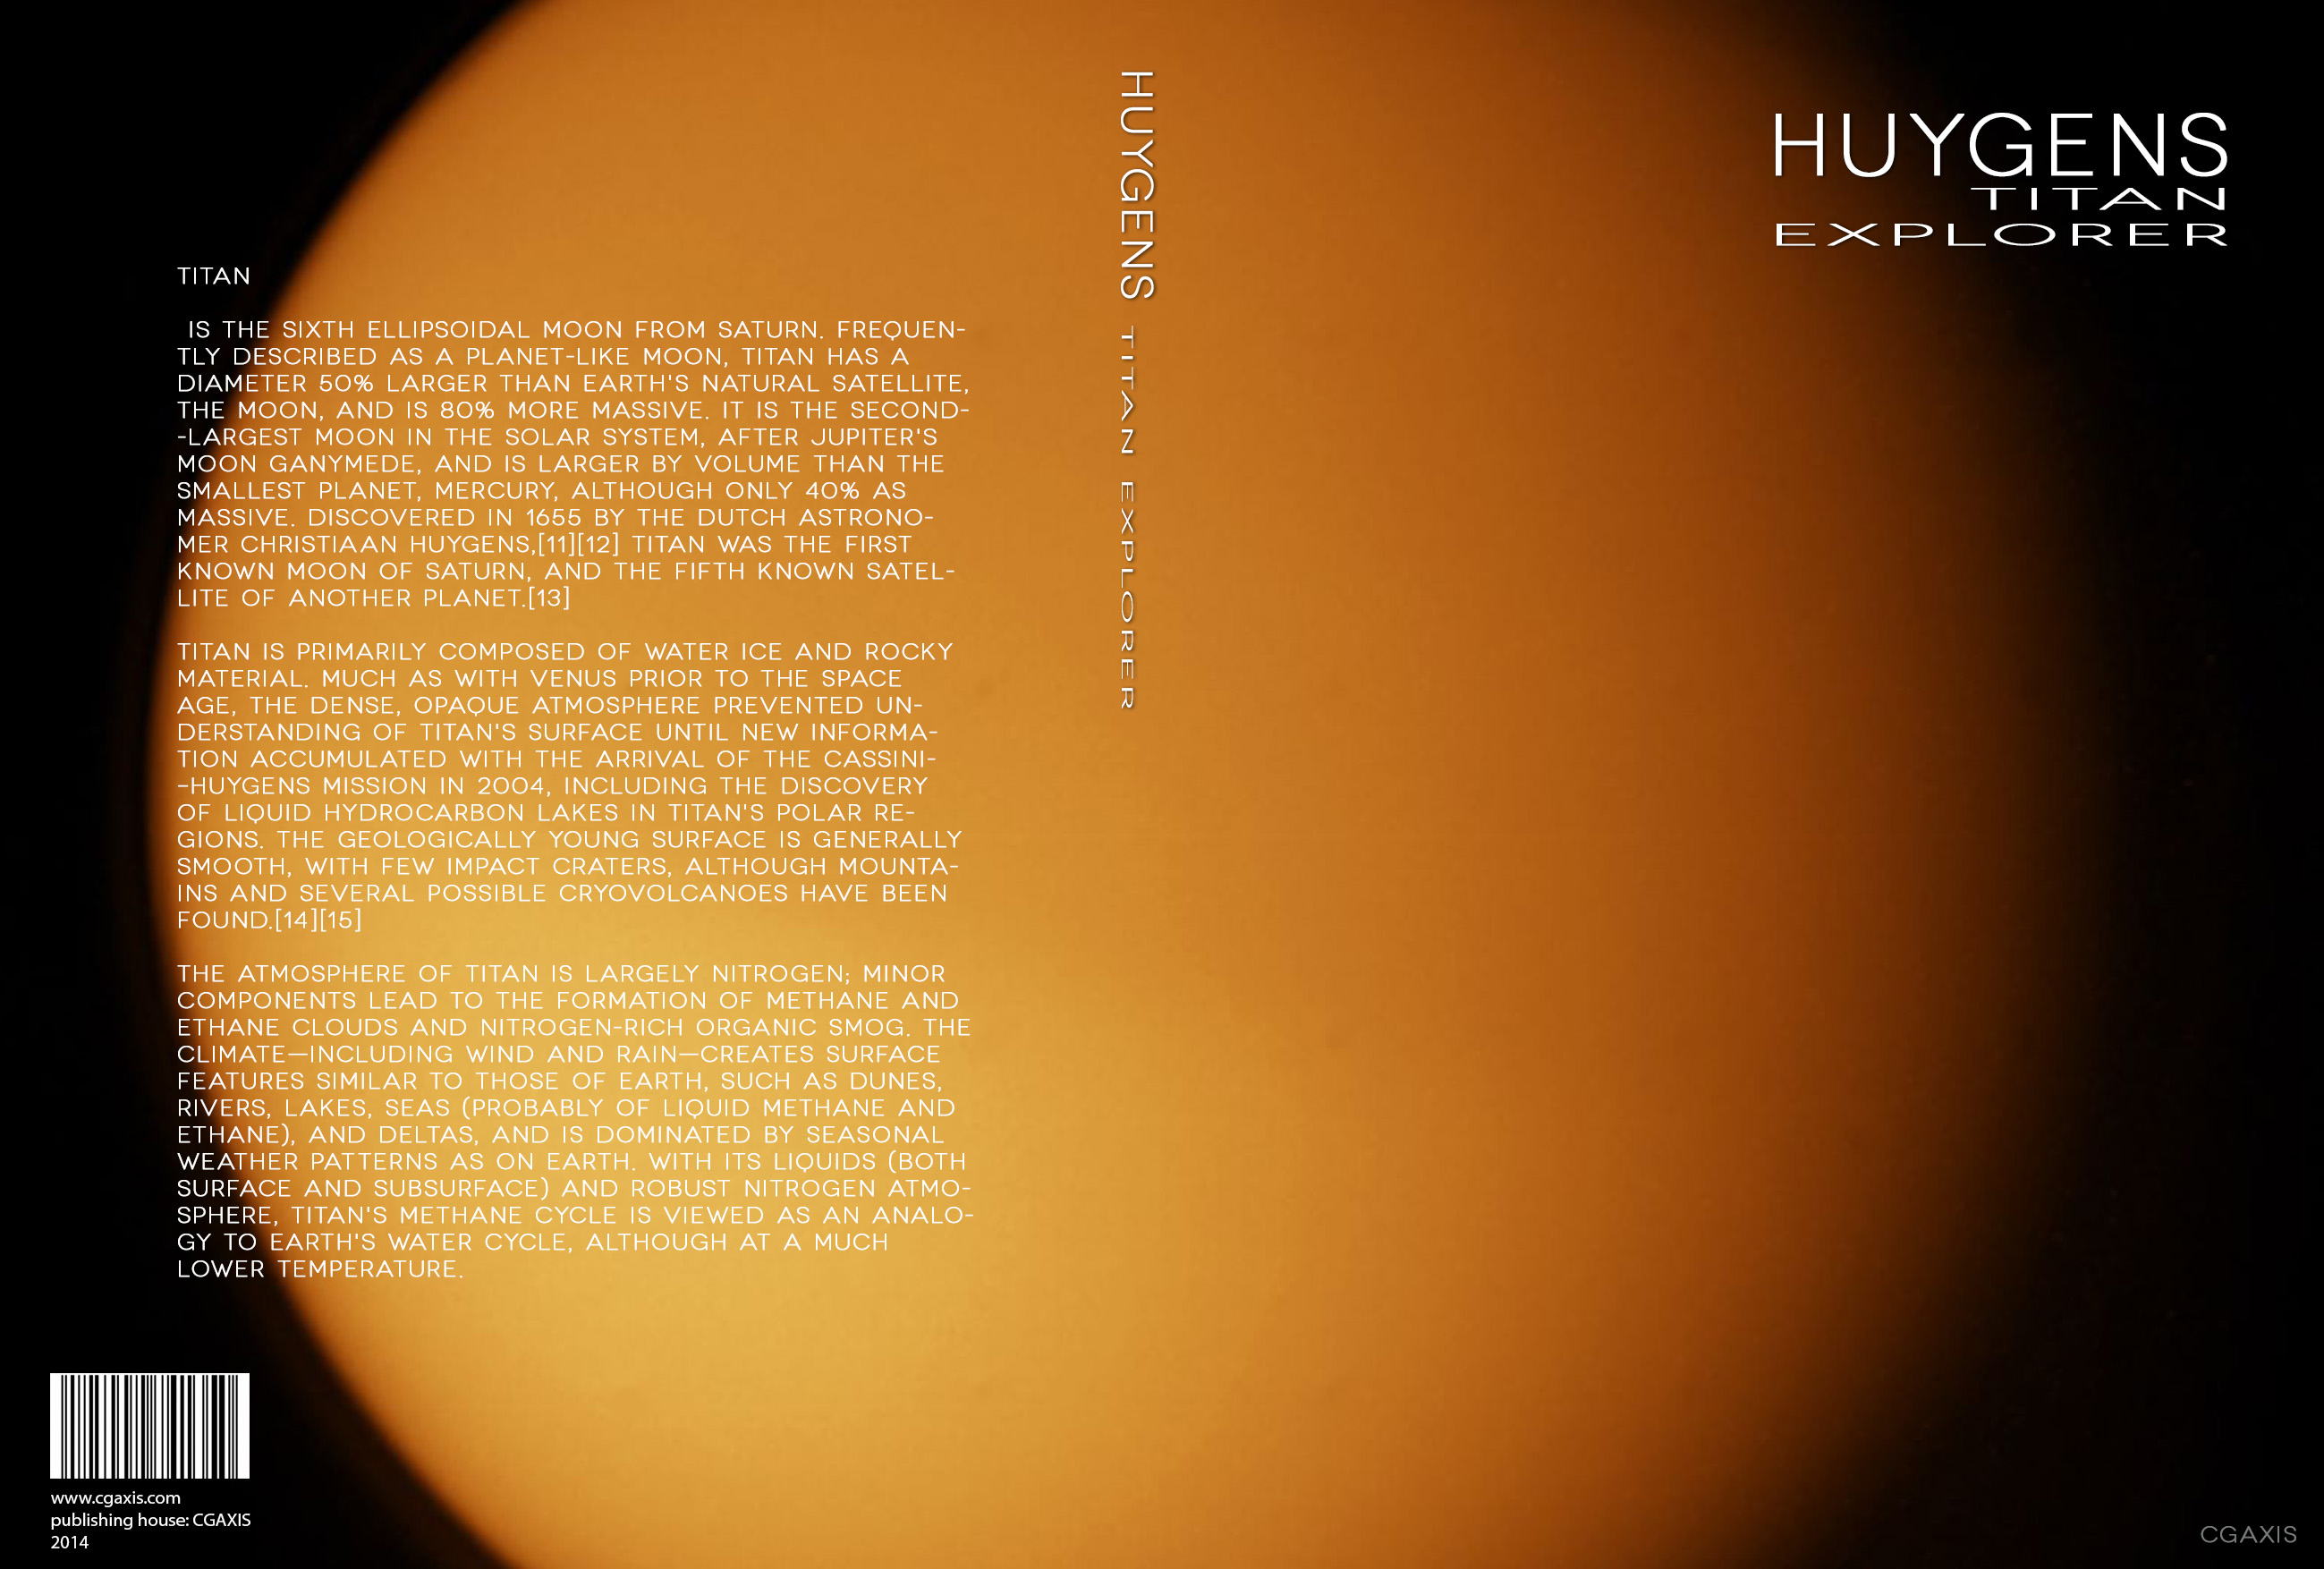 HUYGENS
TITAN
EXPLORER
HUYGENS TITAN EXPLORER
TITAN
IS THE SIXTH ELLIPSOIDAL MOON FROM SATURN. FREQUEN-
TLY DESCRIBED AS A PLANET-LIKE MOON, TITAN HAS A
DIAMETER 50% LARGER THAN EARTH'S NATURAL SATELLITE,
THE MOON, AND IS 80% MORE MASSIVE. IT IS THE SECOND-
-LARGEST MOON IN THE SOLAR SYSTEM, AFTER JUPITER'S
MOON GANYMEDE, AND IS LARGER BY VOLUME THAN THE
SMALLEST PLANET, MERCURY, ALTHOUGH ONLY 40% AS
MASSIVE. DISCOVERED IN 1655 BY THE DUTCH ASTRONO-
MER CHRISTIAAN HUYGENS,[11][12] TITAN WAS THE FIRST
KNOWN MOON OF SATURN, AND THE FIFTH KNOWN SATEL-
LITE OF ANOTHER PLANET.[13]
TITAN IS PRIMARILY COMPOSED OF WATER ICE AND ROCKY
MATERIAL. MUCH AS WITH VENUS PRIOR TO THE SPACE
AGE, THE DENSE, OPAQUE ATMOSPHERE PREVENTED UN-
DERSTANDING OF TITAN'S SURFACE UNTIL NEW INFORMA-
TION ACCUMULATED WITH THE ARRIVAL OF THE CASSINI-
-HUYGENS MISSION IN 2004, INCLUDING THE DISCOVERY
OF LIQUID HYDROCARBON LAKES IN TITAN'S POLAR RE-
GIONS. THE GEOLOGICALLY YOUNG SURFACE IS GENERALLY
SMOOTH, WITH FEW IMPACT CRATERS, ALTHOUGH MOUNTA-
INS AND SEVERAL POSSIBLE CRYOVOLCANOES HAVE BEEN
FOUND.[14][15]
THE ATMOSPHERE OF TITAN IS LARGELY NITROGEN; MINOR
COMPONENTS LEAD TO THE FORMATION OF METHANE AND
ETHANE CLOUDS AND NITROGEN-RICH ORGANIC SMOG. THE
CLIMATE—INCLUDING WIND AND RAIN—CREATES SURFACE
FEATURES SIMILAR TO THOSE OF EARTH, SUCH AS DUNES,
RIVERS, LAKES, SEAS (PROBABLY OF LIQUID METHANE AND
ETHANE), AND DELTAS, AND IS DOMINATED BY SEASONAL
WEATHER PATTERNS AS ON EARTH. WITH ITS LIQUIDS (BOTH
SURFACE AND SUBSURFACE) AND ROBUST NITROGEN ATMO-
SPHERE, TITAN'S METHANE CYCLE IS VIEWED AS AN ANALO-
GY TO EARTH'S WATER CYCLE, ALTHOUGH AT A MUCH
LOWER TEMPERATURE.
www.cgaxis.com
publishing house: CGAXIS
2014
CGAXIS